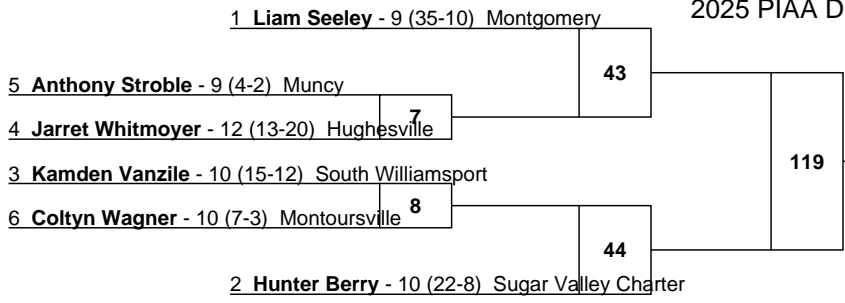 2025 PIAA D
1 Liam Seeley - 9 (35-10) Montgomery
43
5 Anthony Stroble - 9 (4-2) Muncy
7
4 Jarret Whitmoyer - 12 (13-20) Hughesville
3 Kamden Vanzile - 10 (15-12) South Williamsport
119
8
6 Coltyn Wagner - 10 (7-3) Montoursville
44
2 Hunter Berry - 10 (22-8) Sugar Valley Charter